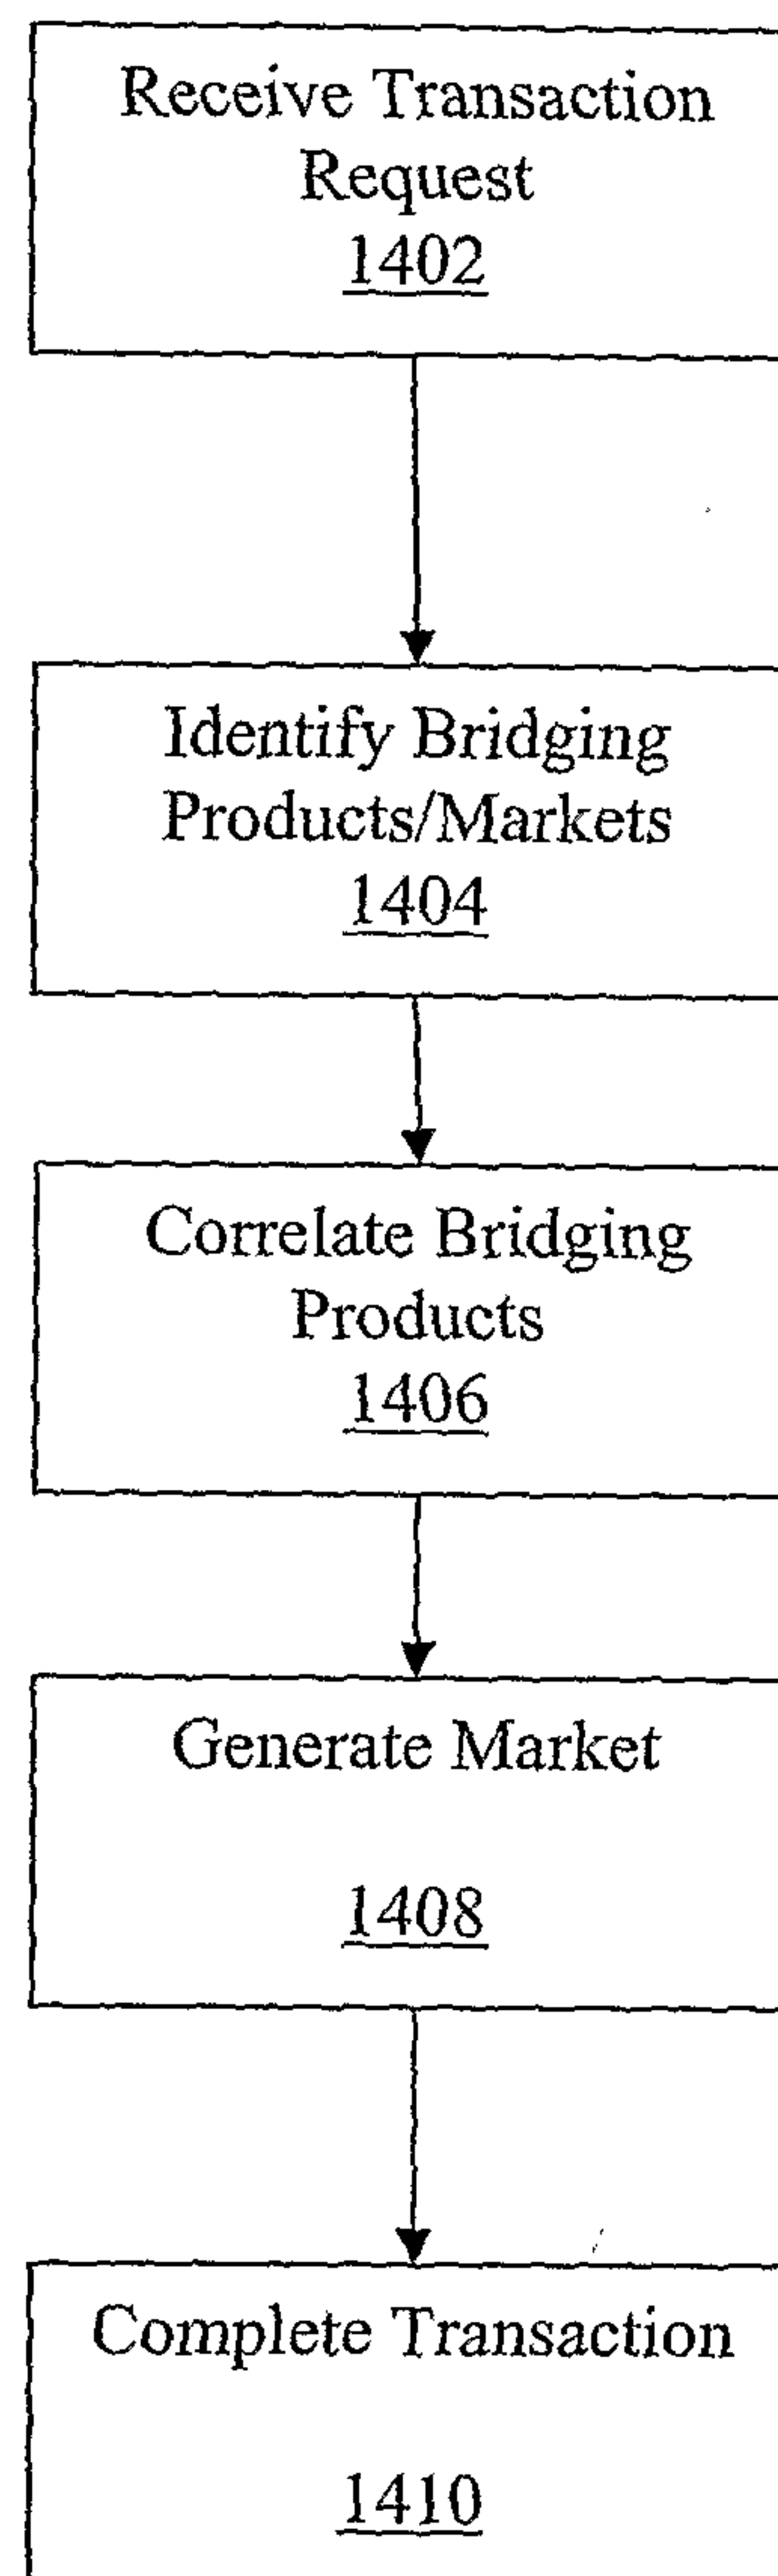 Receive Transaction
Request
1402
Identify Bridging
Products/Markets
1404
Correlate Bridging
Products
1406
Generate Market
1408
Complete Transaction
1410